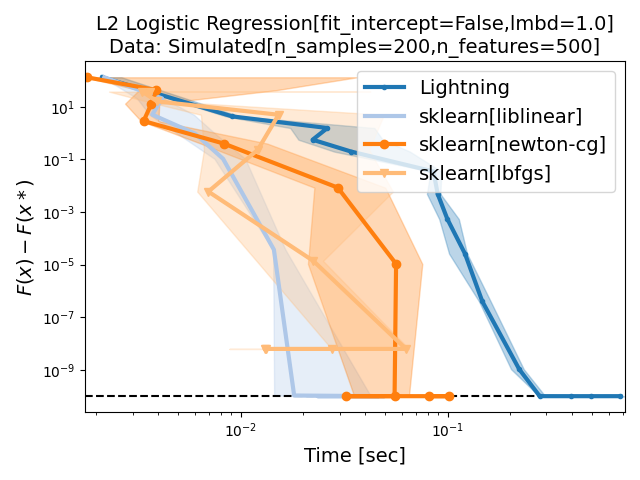 L2 Logistic Regression[fit_intercept=False,lmbd=1.0]
Data: Simulated[n_samples=200,n_features=500]
Lightning
sklearn[liblinear]
sklearn[newton-cg]
sklearn[lbfgs]
F(x) − F(x*)
10¹
10⁻¹
10⁻³
10⁻⁵
10⁻⁷
10⁻⁹
10⁻²
10⁻¹
Time [sec]